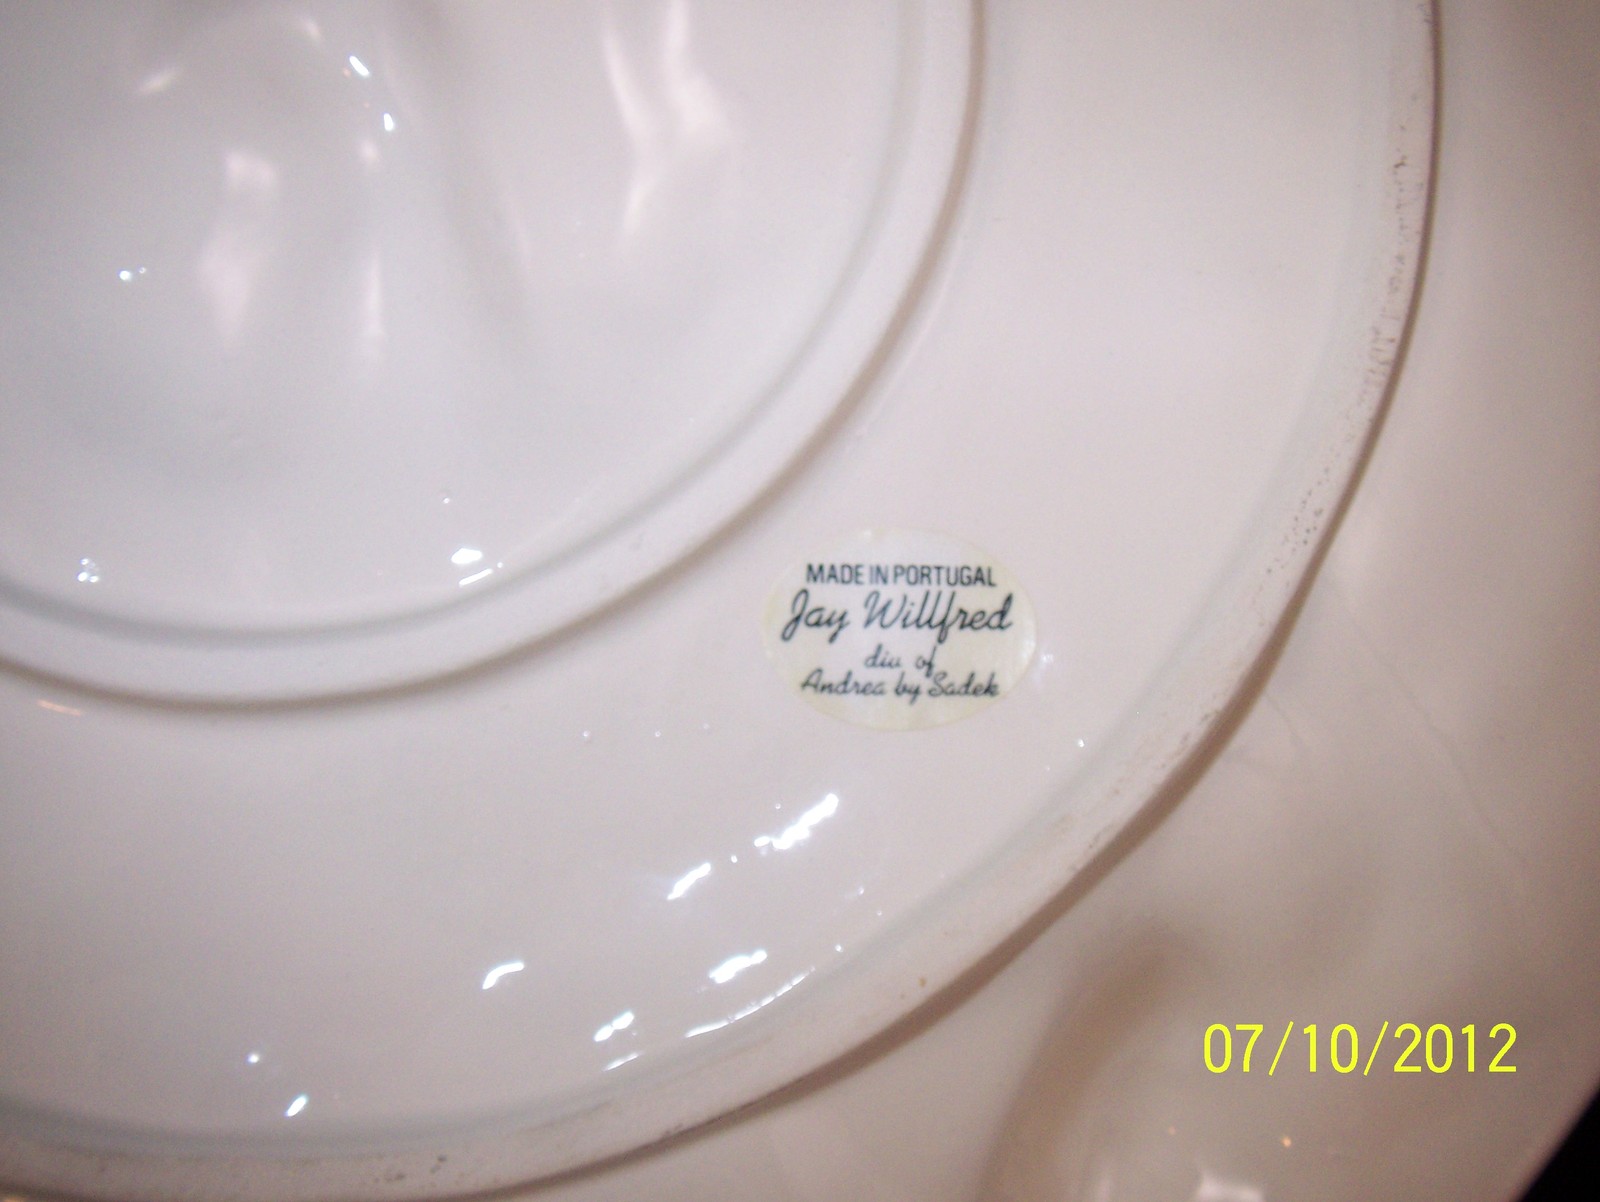 MADE IN PORTUGAL
Jay Willfred
div of
Andrea by Sadek
07/10/2012